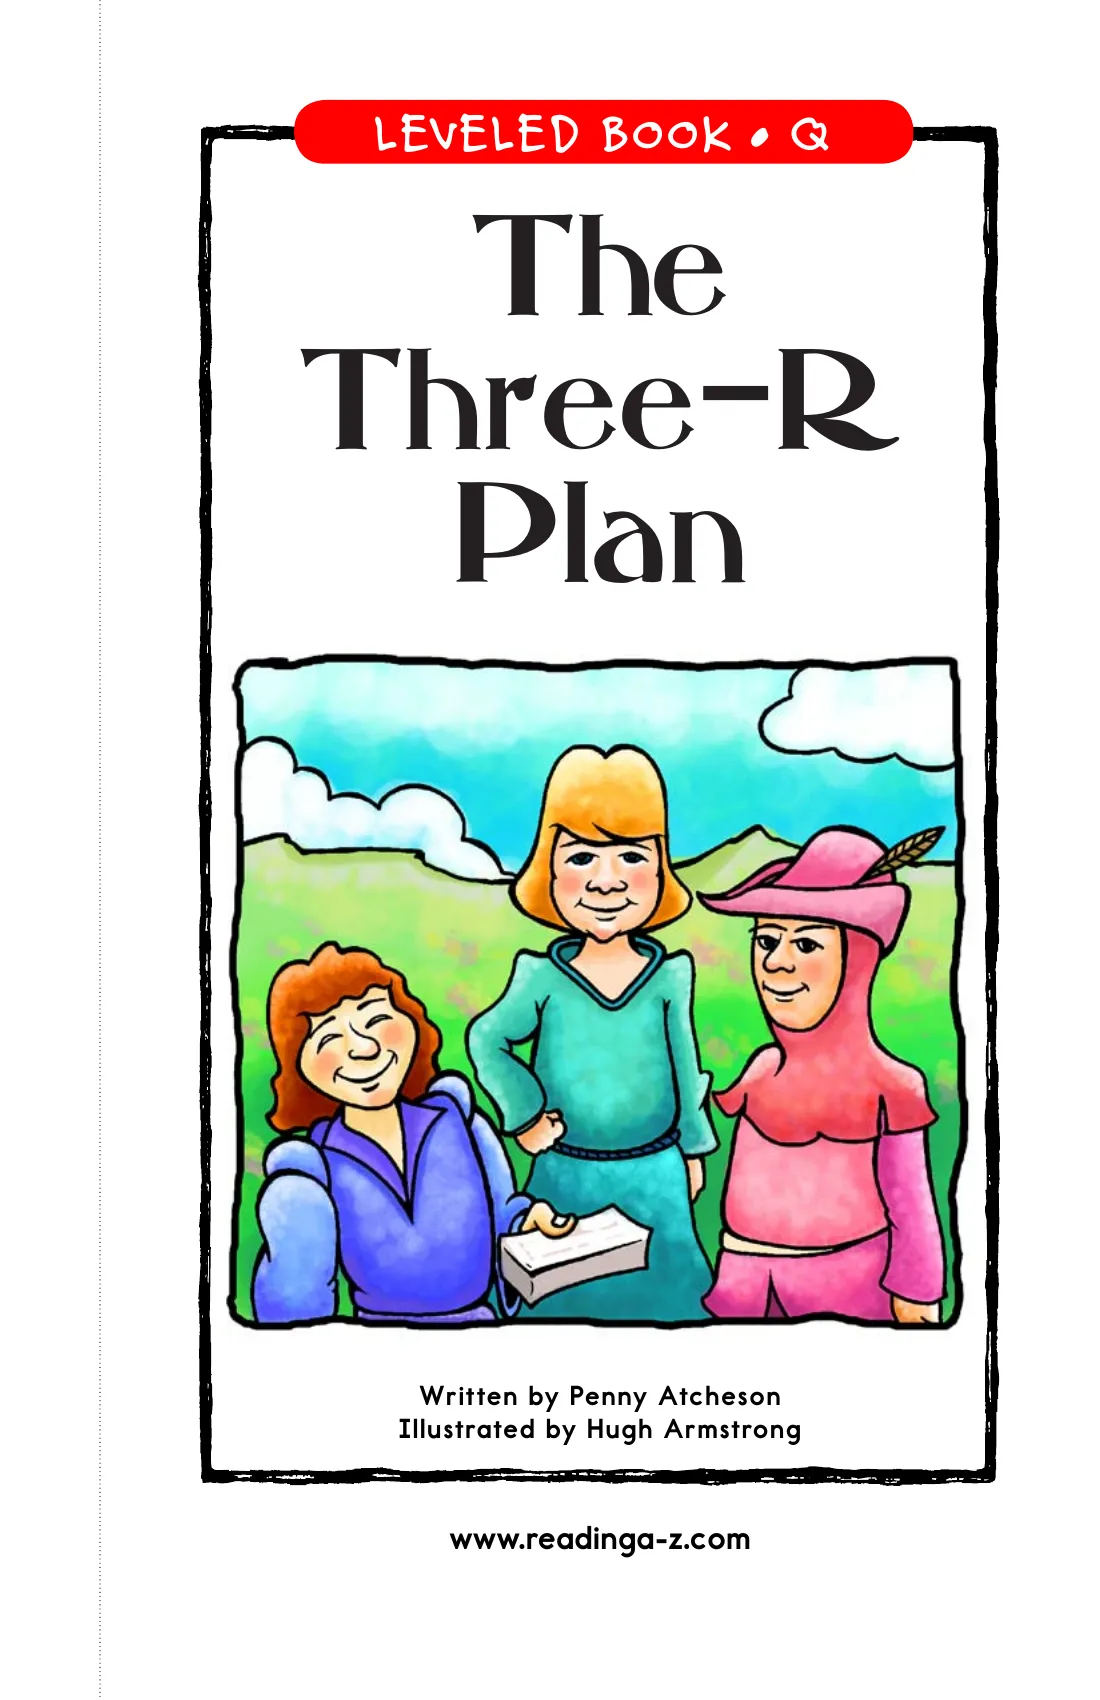 LEVELED BOOK • Q
The
Three-R
Plan
Written by Penny Atcheson
Illustrated by Hugh Armstrong
www.readinga-z.com